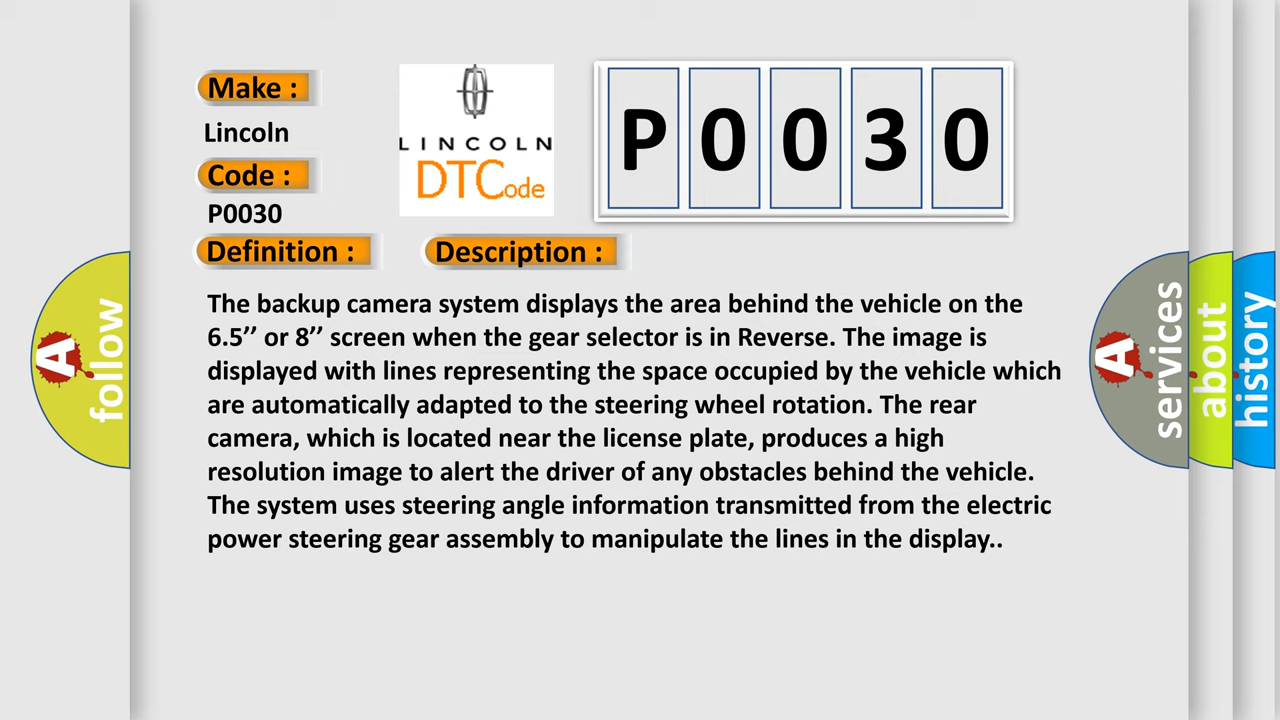 Make :
Lincoln
Code :
P0030
Definition :
Description :
LINCOLN
DTCode
P0030
The backup camera system displays the area behind the vehicle on the
6.5’’ or 8’’ screen when the gear selector is in Reverse. The image is
displayed with lines representing the space occupied by the vehicle which
are automatically adapted to the steering wheel rotation. The rear
camera, which is located near the license plate, produces a high
resolution image to alert the driver of any obstacles behind the vehicle.
The system uses steering angle information transmitted from the electric
power steering gear assembly to manipulate the lines in the display..
A
follow
A
services
about
history